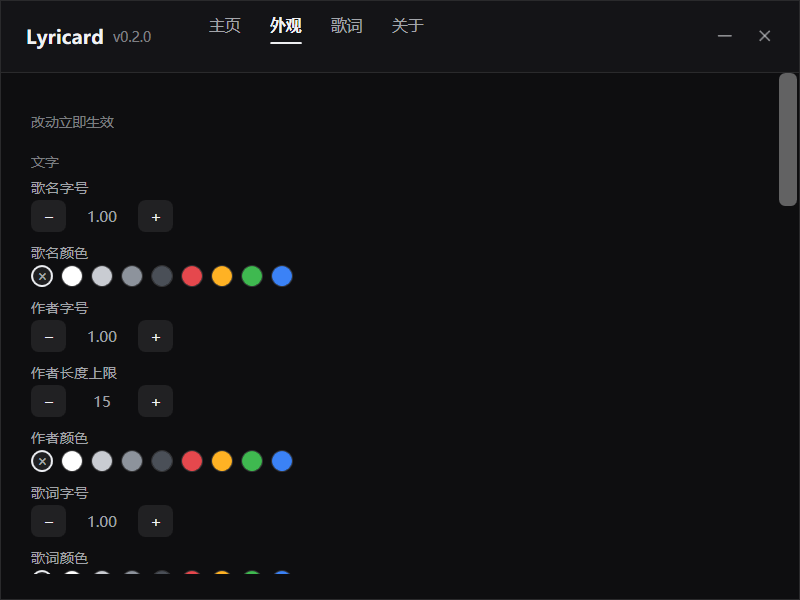 Lyricard v0.2.0 主页 外观 歌词 关于
改动立即生效
文字
歌名字号
− 1.00 +
歌名颜色
作者字号
− 1.00 +
作者长度上限
− 15 +
作者颜色
歌词字号
− 1.00 +
歌词颜色